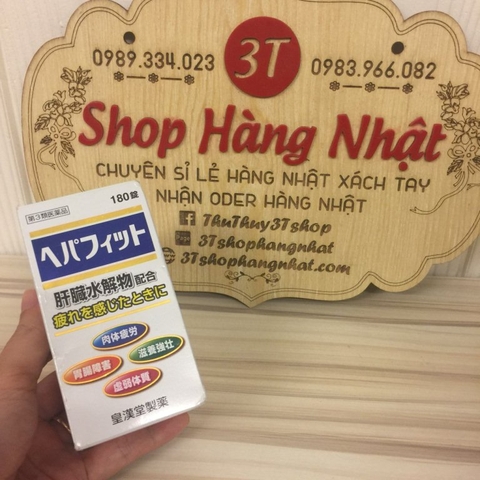 0989.334.023
3T
0983.966.082
Shop Hàng Nhật
CHUYÊN SỈ LẺ HÀNG NHẬT XÁCH TAY
NHẬN ODER HÀNG NHẬT
f ThuThuy3Tshop
3Tshophangnhat
3tshophangnhat.com
180錠
第3類医薬品
ヘパフィット
肝臓水解物配合
疲れを感じたときに
肉体疲労
滋養強壮
胃腸障害
虚弱体質
皇漢堂製薬